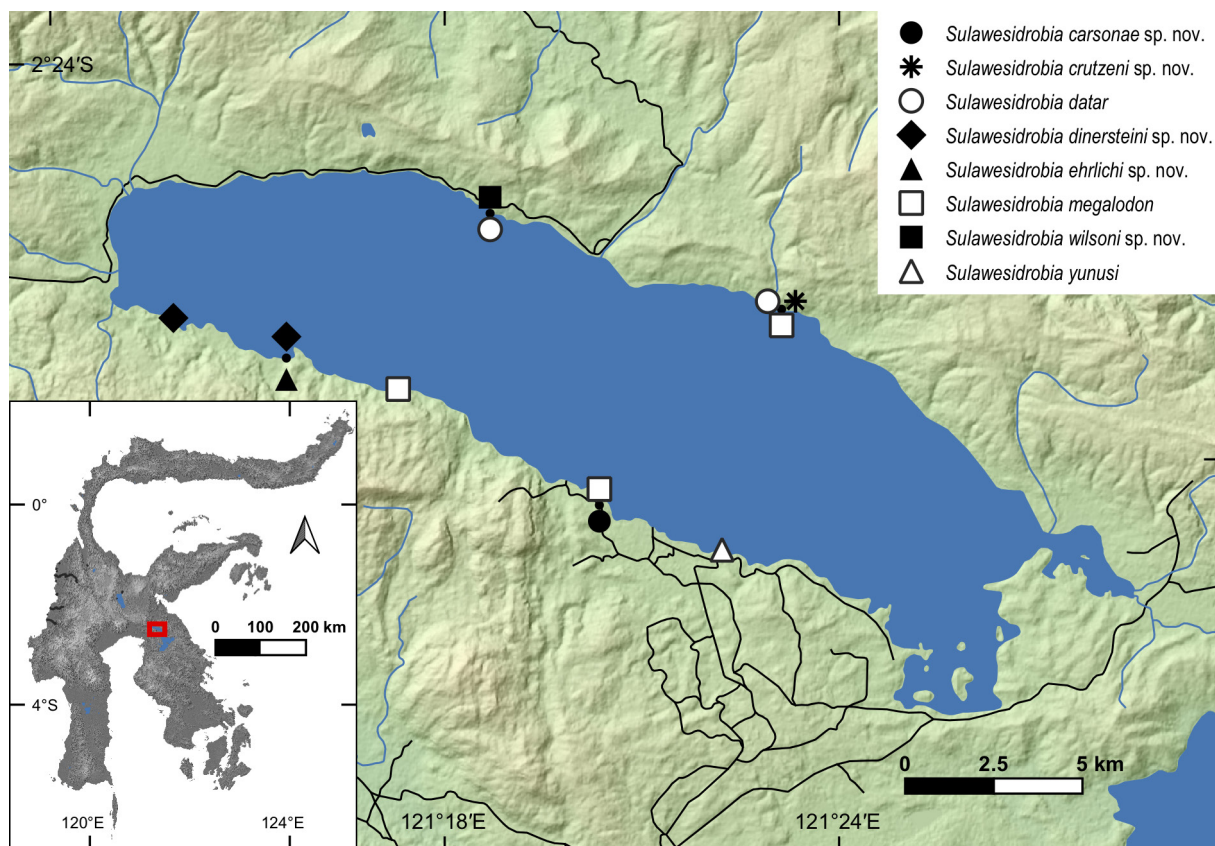 2°24′S
Sulawesidrobia carsonae sp. nov.
Sulawesidrobia crutzeni sp. nov.
Sulawesidrobia datar
Sulawesidrobia dinersteini sp. nov.
Sulawesidrobia ehrlichi sp. nov.
Sulawesidrobia megalodon
Sulawesidrobia wilsoni sp. nov.
Sulawesidrobia yunusi
0°
0 100 200 km
4°S
120°E 124°E
0 2.5 5 km
121°18′E 121°24′E